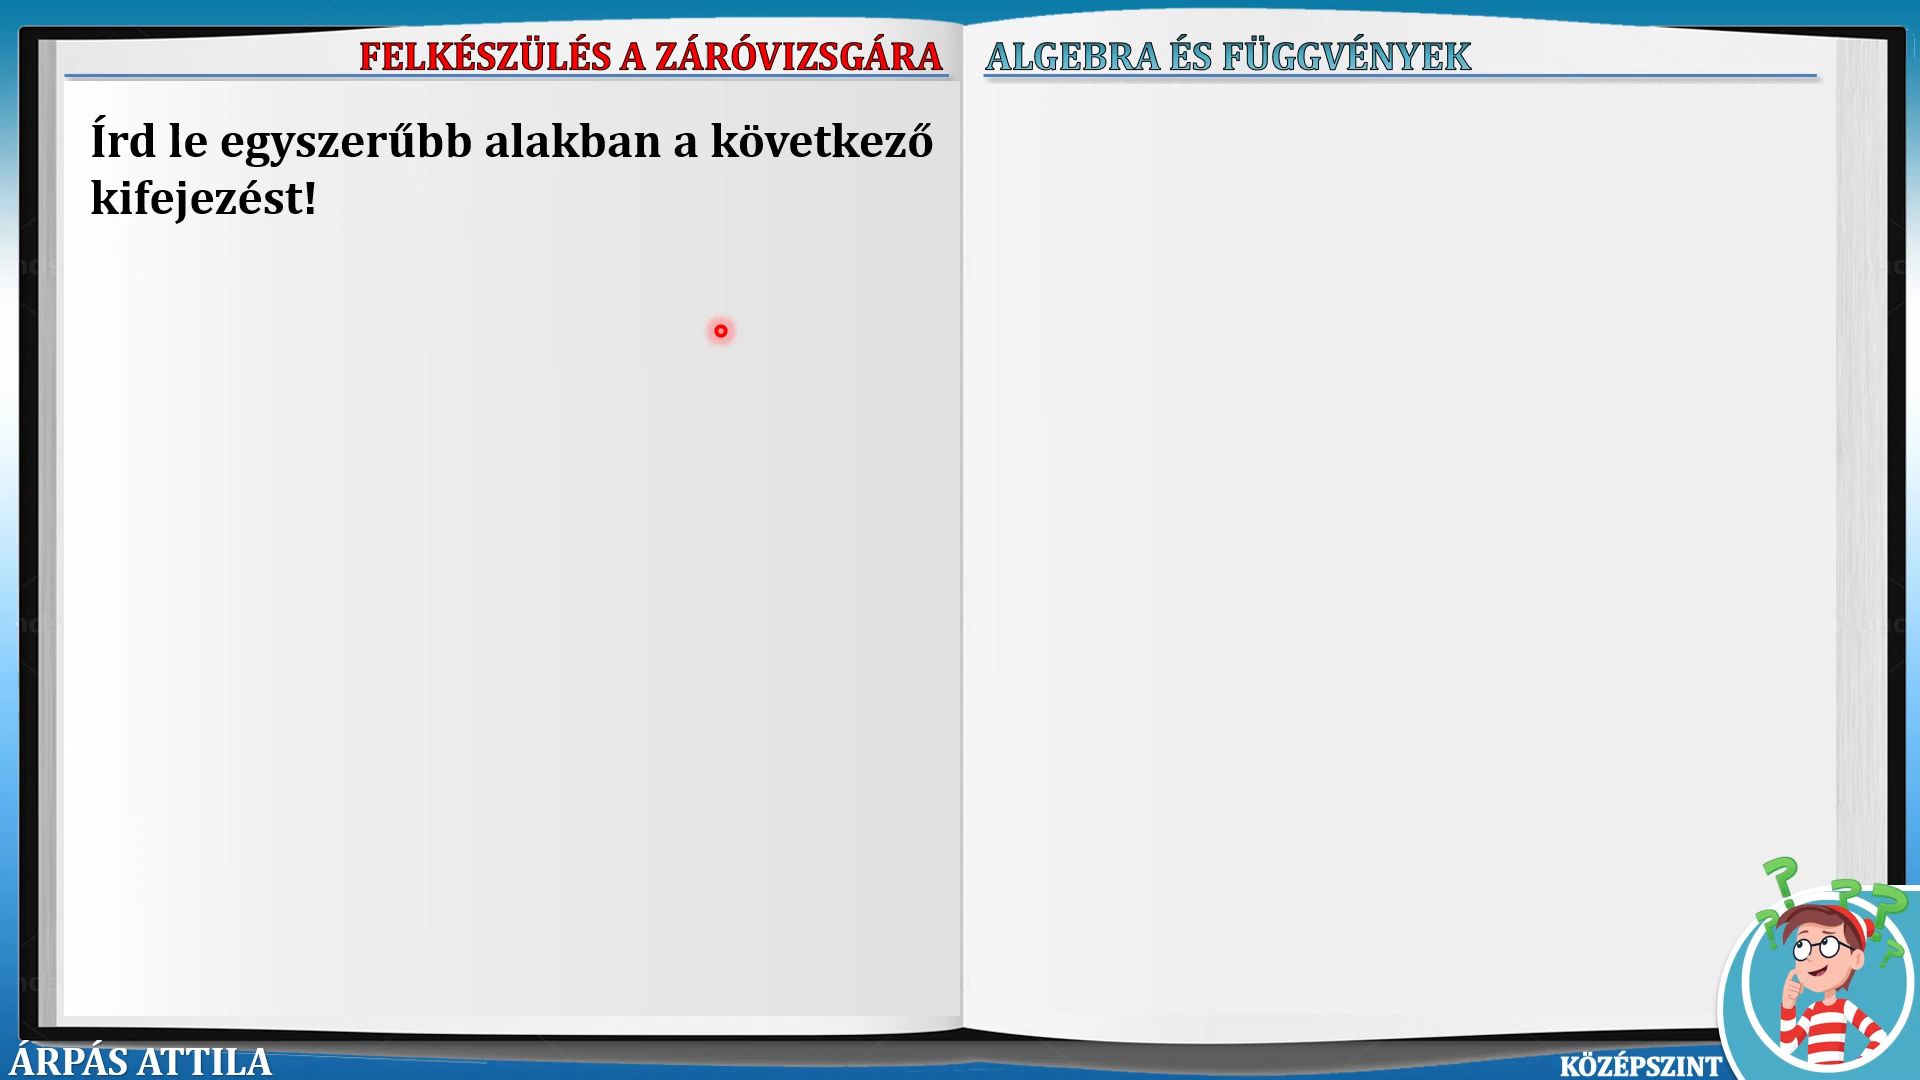 FELKÉSZÜLÉS A ZÁRÓVIZSGÁRA
ALGEBRA ÉS FÜGGVÉNYEK
Írd le egyszerűbb alakban a következő
kifejezést!
ÁRPÁS ATTILA
KÖZÉPSZINT